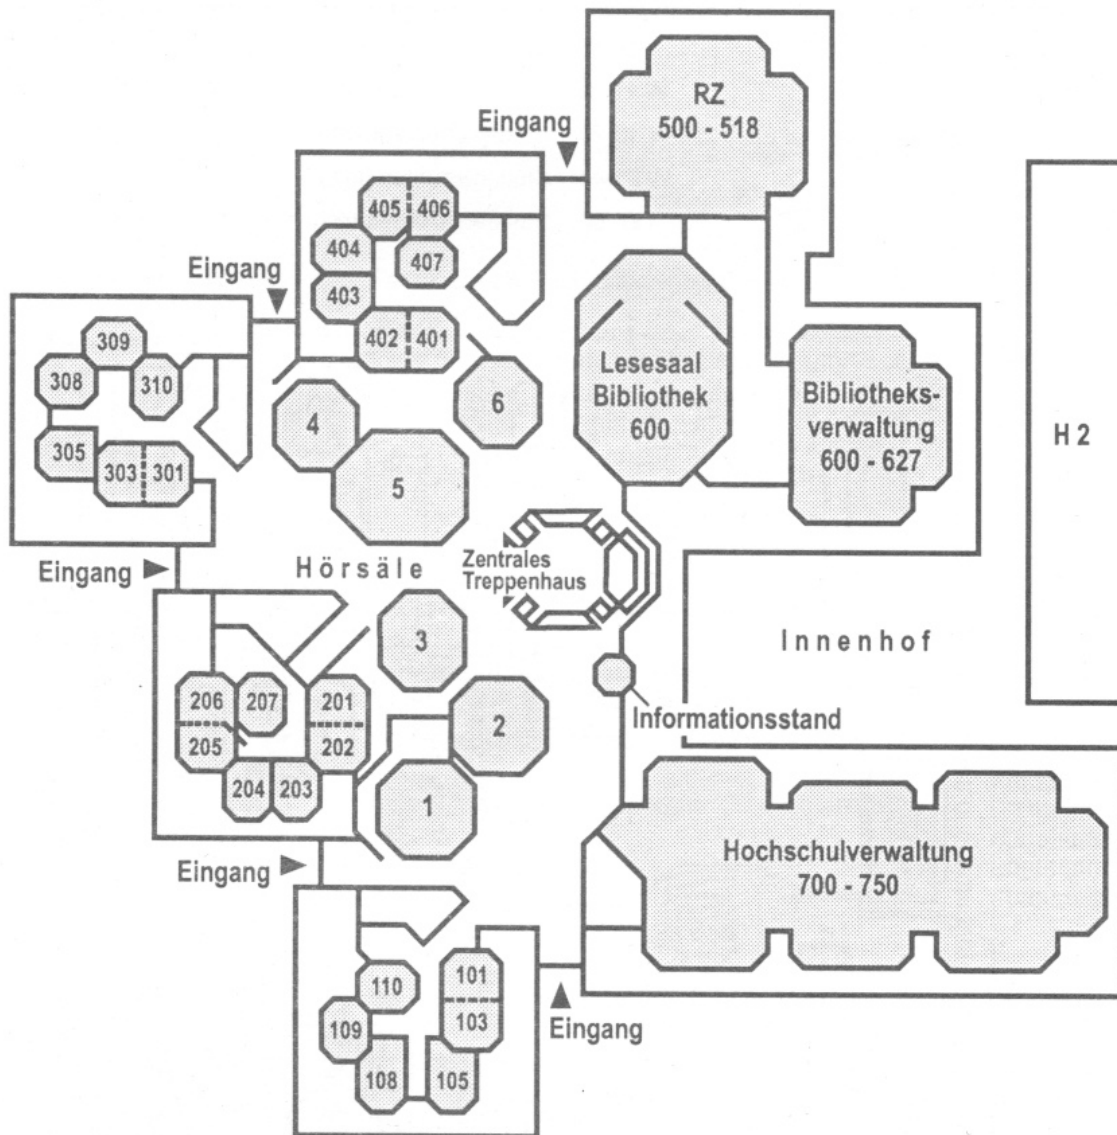 RZ
500 - 518
Eingang
405
406
404
407
403
Eingang
402
401
309
308
310
Lesesaal
Bibliothek
600
Bibliotheks-
verwaltung
600 - 627
H 2
6
4
305
303
301
5
Hörsäle
Zentrales
Treppenhaus
Eingang
3
Innenhof
206
207
201
205
202
2
Informationsstand
204
203
1
Eingang
Hochschulverwaltung
700 - 750
101
110
103
109
Eingang
108
105